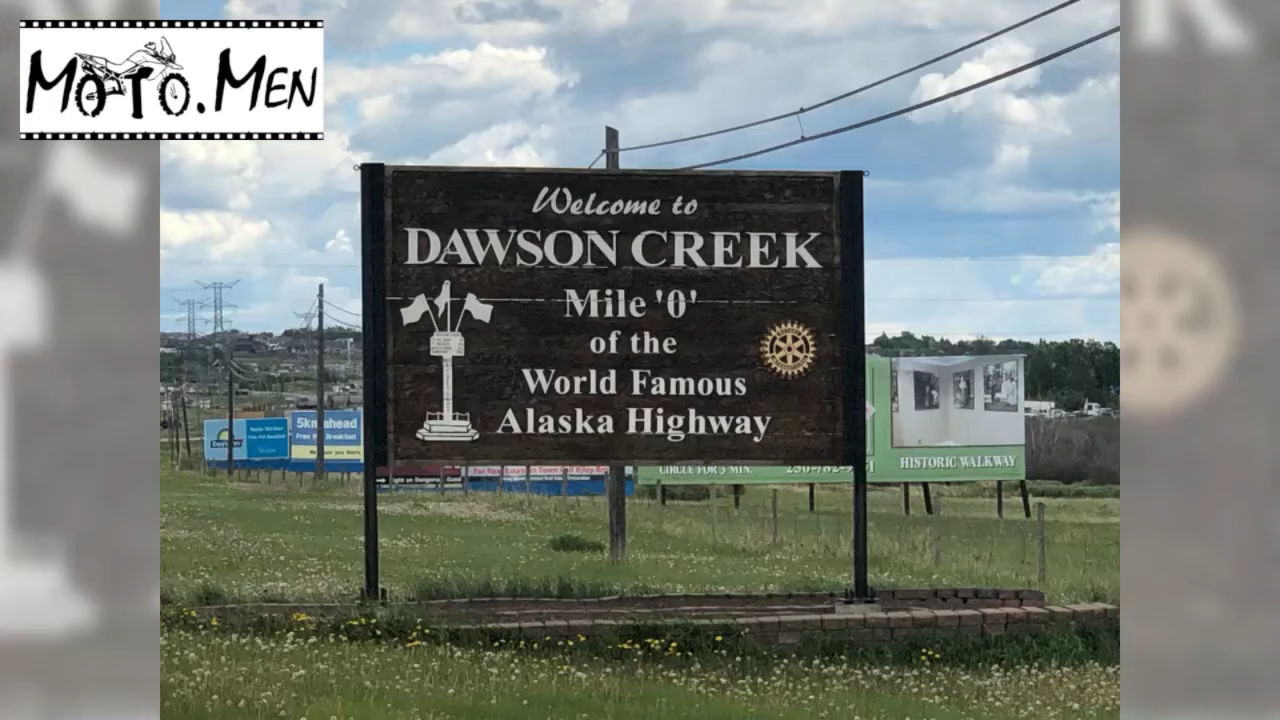 MOTO.MEN
Welcome to
DAWSON CREEK
Mile '0'
of the
World Famous
Alaska Highway
5km ahead
CIRCLE FOR 3 MIN.
HISTORIC WALKWAY